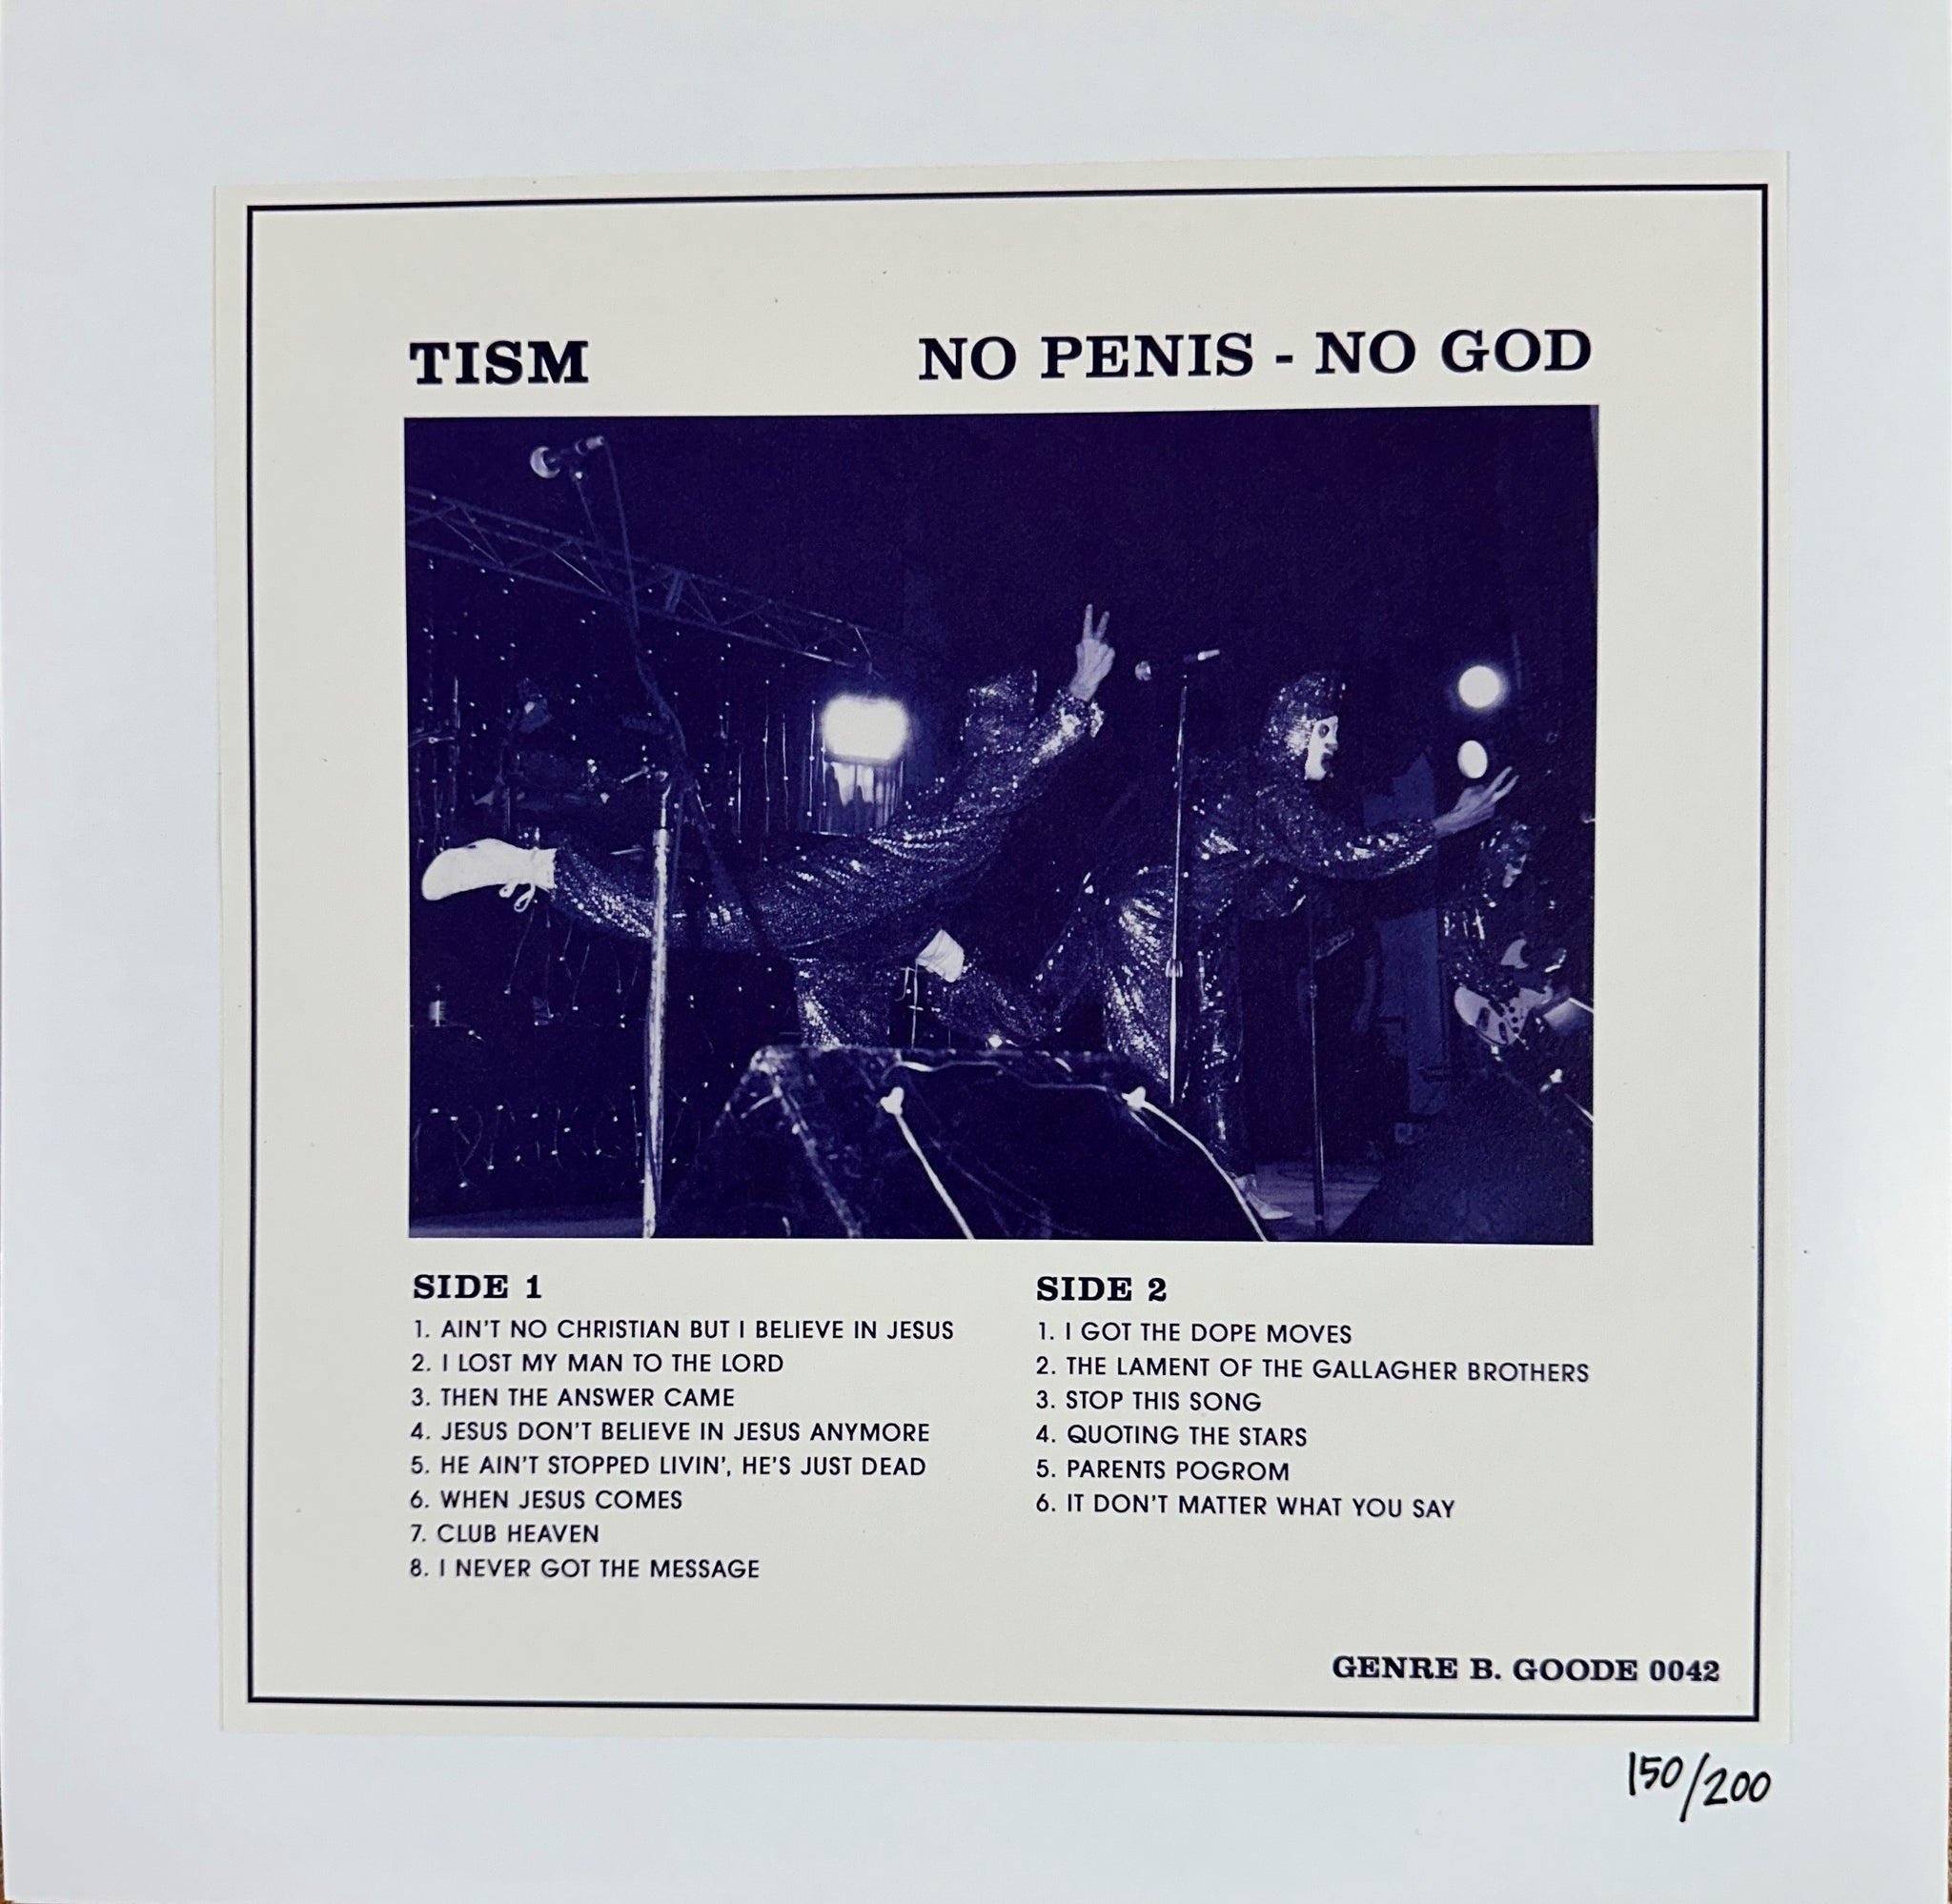 TISM NO PENIS - NO GOD
SIDE 1
1. AIN'T NO CHRISTIAN BUT I BELIEVE IN JESUS
2. I LOST MY MAN TO THE LORD
3. THEN THE ANSWER CAME
4. JESUS DON'T BELIEVE IN JESUS ANYMORE
5. HE AIN'T STOPPED LIVIN', HE'S JUST DEAD
6. WHEN JESUS COMES
7. CLUB HEAVEN
8. I NEVER GOT THE MESSAGE
SIDE 2
1. I GOT THE DOPE MOVES
2. THE LAMENT OF THE GALLAGHER BROTHERS
3. STOP THIS SONG
4. QUOTING THE STARS
5. PARENTS POGROM
6. IT DON'T MATTER WHAT YOU SAY
GENRE B. GOODE 0042
150/200